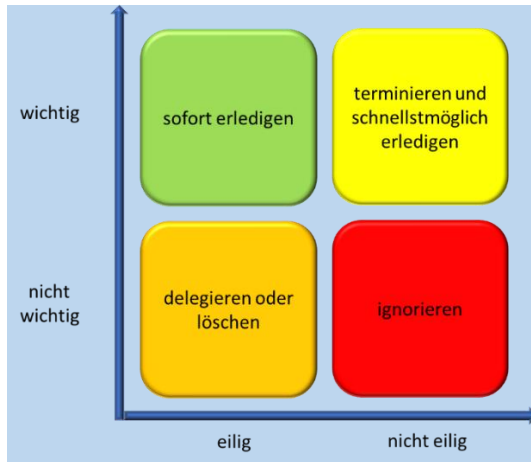 wichtig
sofort erledigen
terminieren und
schnellstmöglich
erledigen
nicht
wichtig
delegieren oder
löschen
ignorieren
eilig
nicht eilig